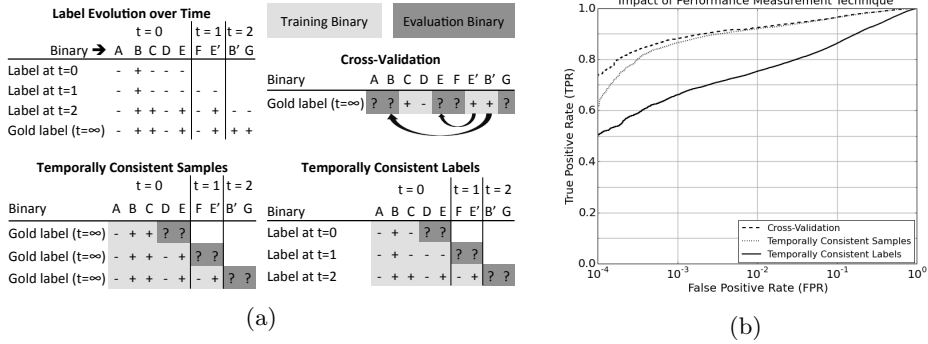 Label Evolution over Time
t = 0 t = 1 t = 2
Binary ➔ A B C D E F E' B' G
Label at t=0 - + - - -
Label at t=1 - + - - - - -
Label at t=2 - + + - + - + - -
Gold label (t=∞) - + + - + - + + +
Training Binary
Evaluation Binary
Cross-Validation
Binary A B C D E F E' B' G
Gold label (t=∞) ? ? + - ? ? + + ?
Temporally Consistent Samples
t = 0 t = 1 t = 2
Binary A B C D E F E' B' G
Gold label (t=∞) - + + ? ?
Gold label (t=∞) - + + - + ? ?
Gold label (t=∞) - + + - + - + ? ?
Temporally Consistent Labels
t = 0 t = 1 t = 2
Binary A B C D E F E' B' G
Label at t=0 - + - ? ?
Label at t=1 - + - - - ? ?
Label at t=2 - + + - + - + ? ?
(a)
Impact of Performance Measurement Technique
True Positive Rate (TPR)
1.0
0.8
0.6
0.4
0.2
0.0
Cross-Validation
Temporally Consistent Samples
Temporally Consistent Labels
10⁻⁴ 10⁻³ 10⁻² 10⁻¹ 10⁰
False Positive Rate (FPR)
(b)